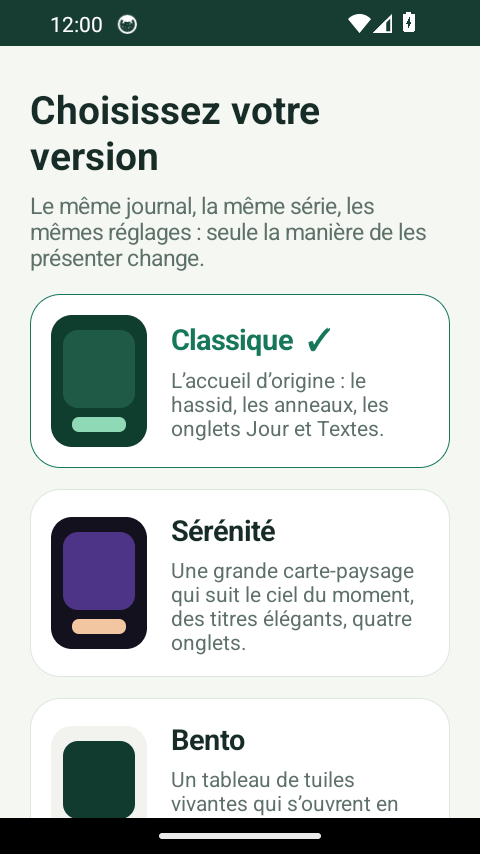 12:00
Choisissez votre
version
Le même journal, la même série, les
mêmes réglages : seule la manière de les
présenter change.
Classique ✓
L’accueil d’origine : le
hassid, les anneaux, les
onglets Jour et Textes.
Sérénité
Une grande carte-paysage
qui suit le ciel du moment,
des titres élégants, quatre
onglets.
Bento
Un tableau de tuiles
vivantes qui s’ouvrent en